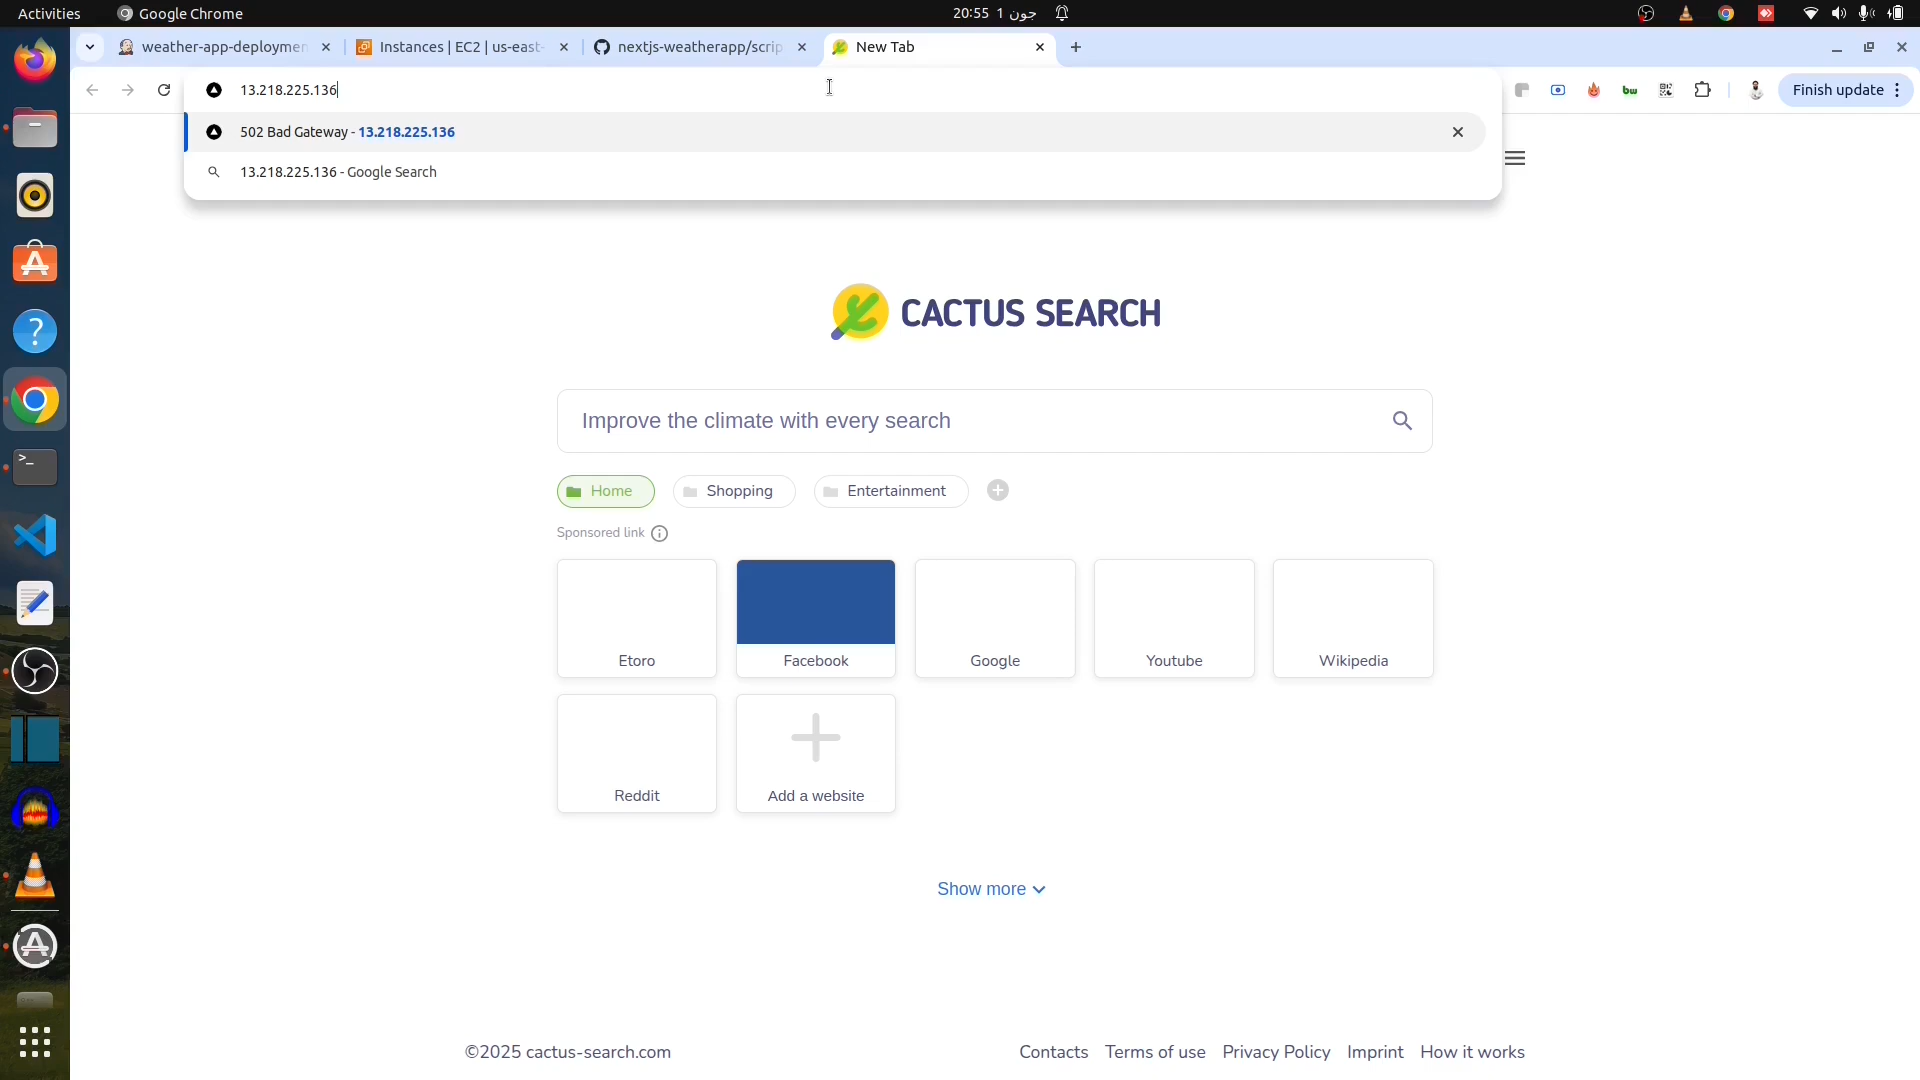 Activities
Google Chrome
20:55 1 جون
weather-app-deploymen
Instances | EC2 | us-east-
nextjs-weatherapp/scrip
New Tab
13.218.225.136
Finish update
502 Bad Gateway - 13.218.225.136
13.218.225.136 - Google Search
CACTUS SEARCH
Improve the climate with every search
Home
Shopping
Entertainment
Sponsored link
Etoro
Facebook
Google
Youtube
Wikipedia
Reddit
Add a website
Show more
©2025 cactus-search.com
Contacts
Terms of use
Privacy Policy
Imprint
How it works